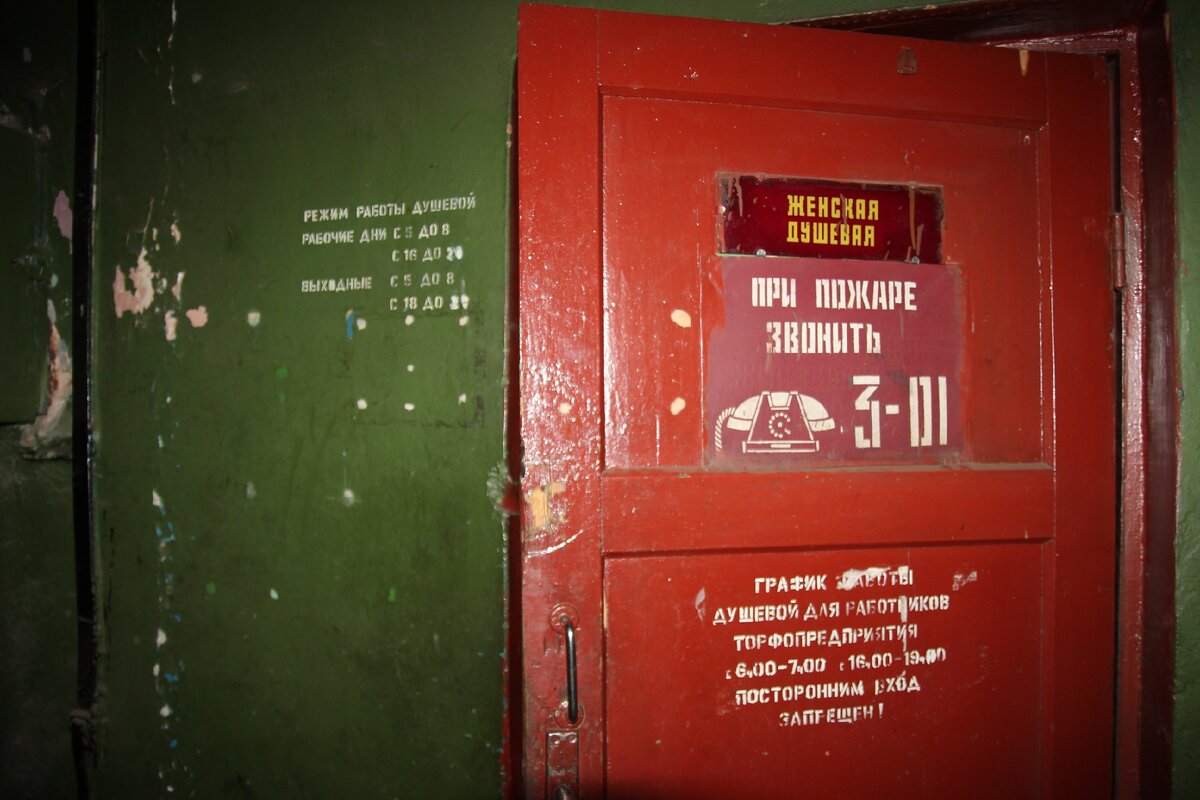 РЕЖИМ РАБОТЫ ДУШЕВОЙ
РАБОЧИЕ ДНИ С 5 ДО 8
С 16 ДО
ВЫХОДНЫЕ С 5 ДО 8
С 18 ДО
ЖЕНСКАЯ
ДУШЕВАЯ
ПРИ ПОЖАРЕ
ЗВОНИТЬ
3-01
ГРАФИК РАБОТЫ
ДУШЕВОЙ ДЛЯ РАБОТНИКОВ
ТОРФОПРЕДПРИЯТИЯ
с 6,00-7,00 с 16,00-19,00
ПОСТОРОННИМ ВХОД
ЗАПРЕЩЕН!